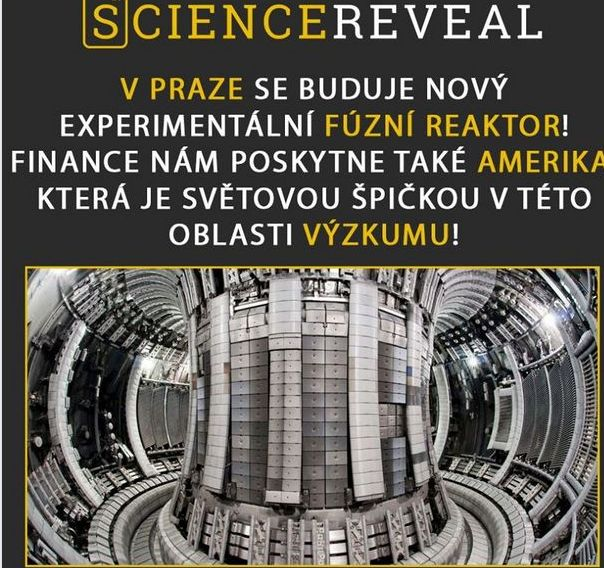 SCIENCEREVEAL
V PRAZE SE BUDUJE NOVÝ
EXPERIMENTÁLNÍ FÚZNÍ REAKTOR!
FINANCE NÁM POSKYTNE TAKÉ AMERIKA
KTERÁ JE SVĚTOVOU ŠPIČKOU V TÉTO
OBLASTI VÝZKUMU!